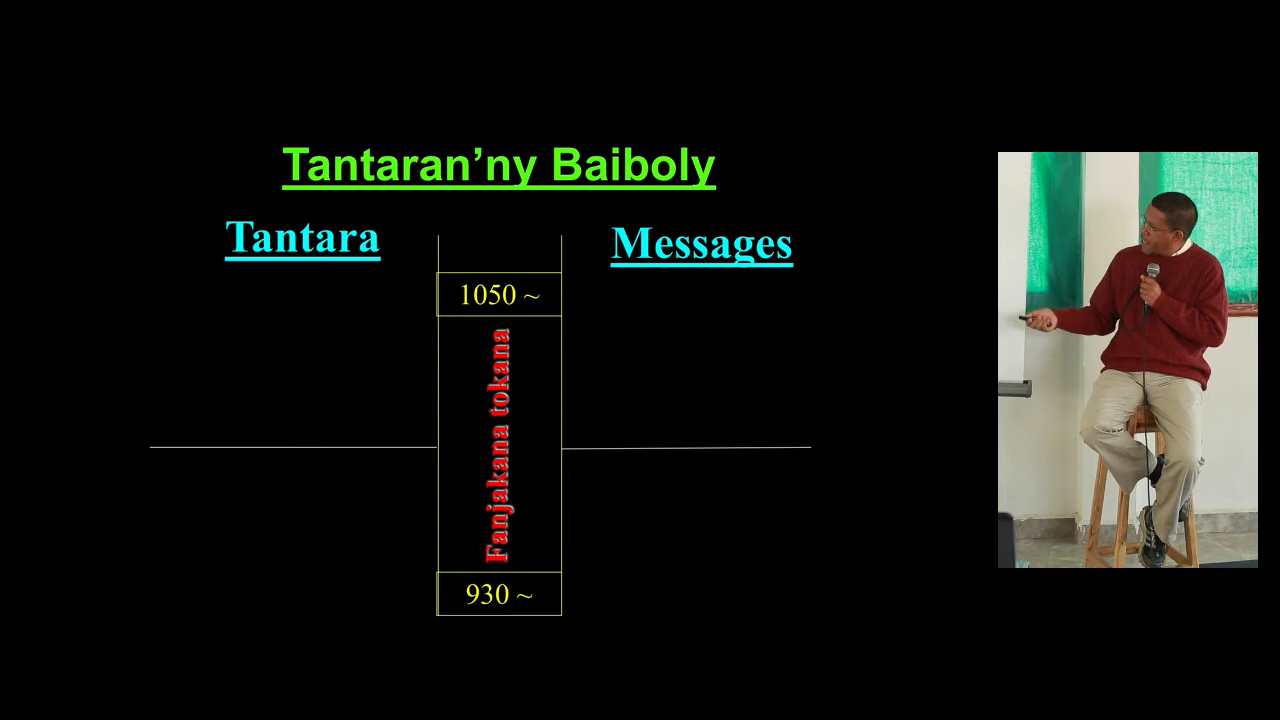 Tantaran’ny Baiboly
Tantara
Messages
1050 ~
Fanjakana tokana
930 ~